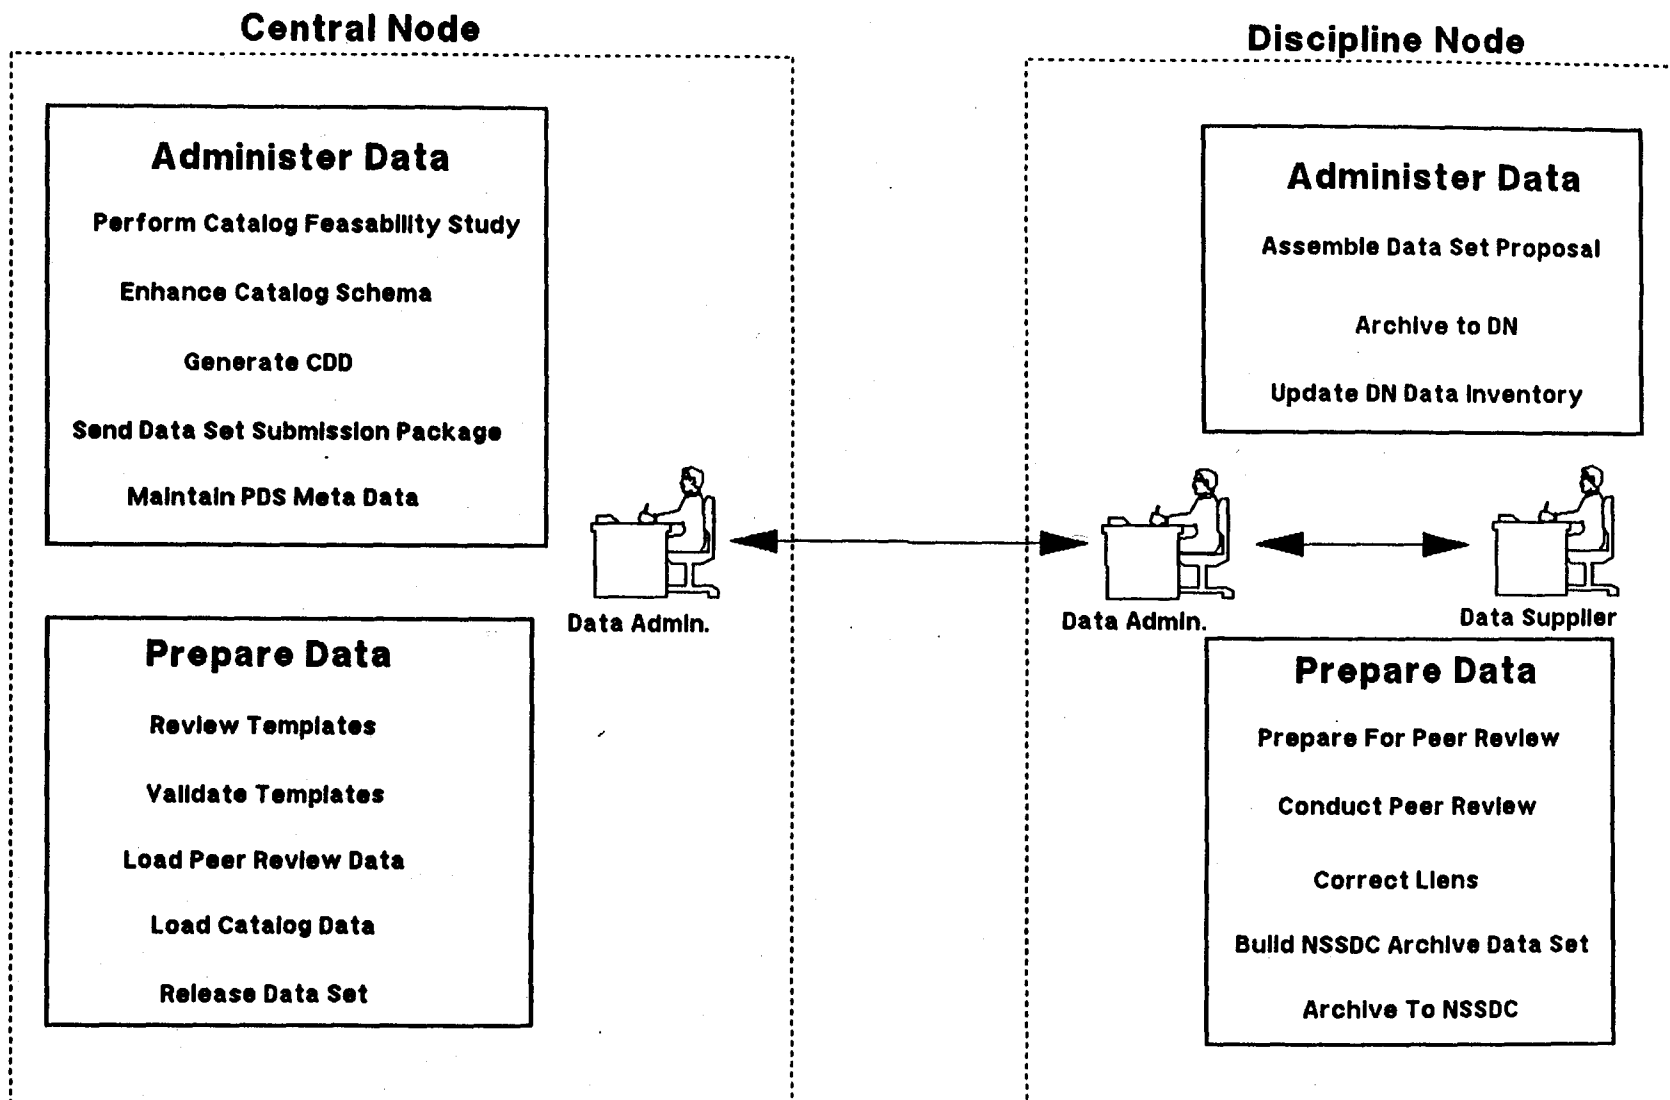 Central Node
Administer Data
Perform Catalog Feasability Study
Enhance Catalog Schema
Generate CDD
Send Data Set Submission Package
Maintain PDS Meta Data
Data Admin.
Prepare Data
Review Templates
Validate Templates
Load Peer Review Data
Load Catalog Data
Release Data Set
Discipline Node
Administer Data
Assemble Data Set Proposal
Archive to DN
Update DN Data Inventory
Data Admin.
Data Supplier
Prepare Data
Prepare For Peer Review
Conduct Peer Review
Correct Liens
Build NSSDC Archive Data Set
Archive To NSSDC